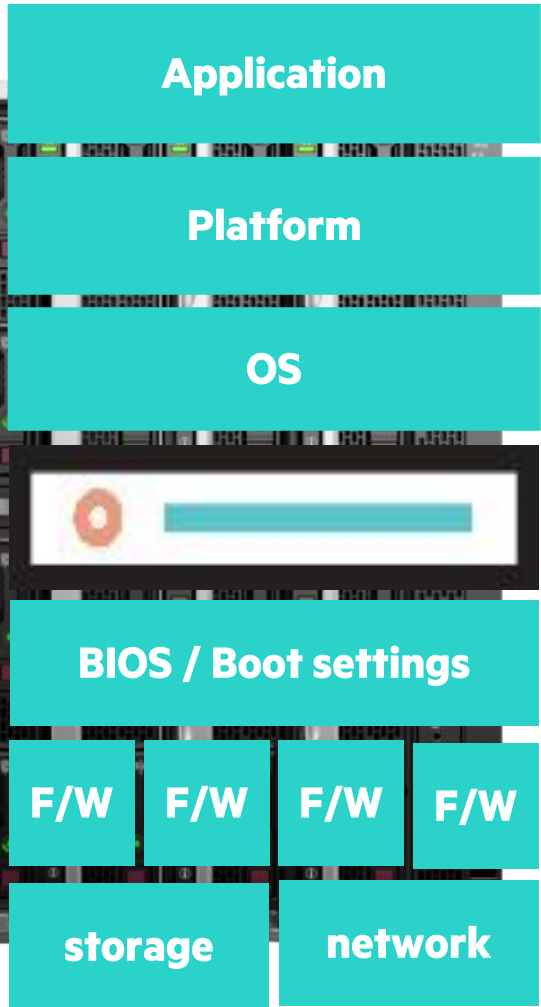 Application
Platform
OS
BIOS / Boot settings
F/W F/W F/W F/W
storage network